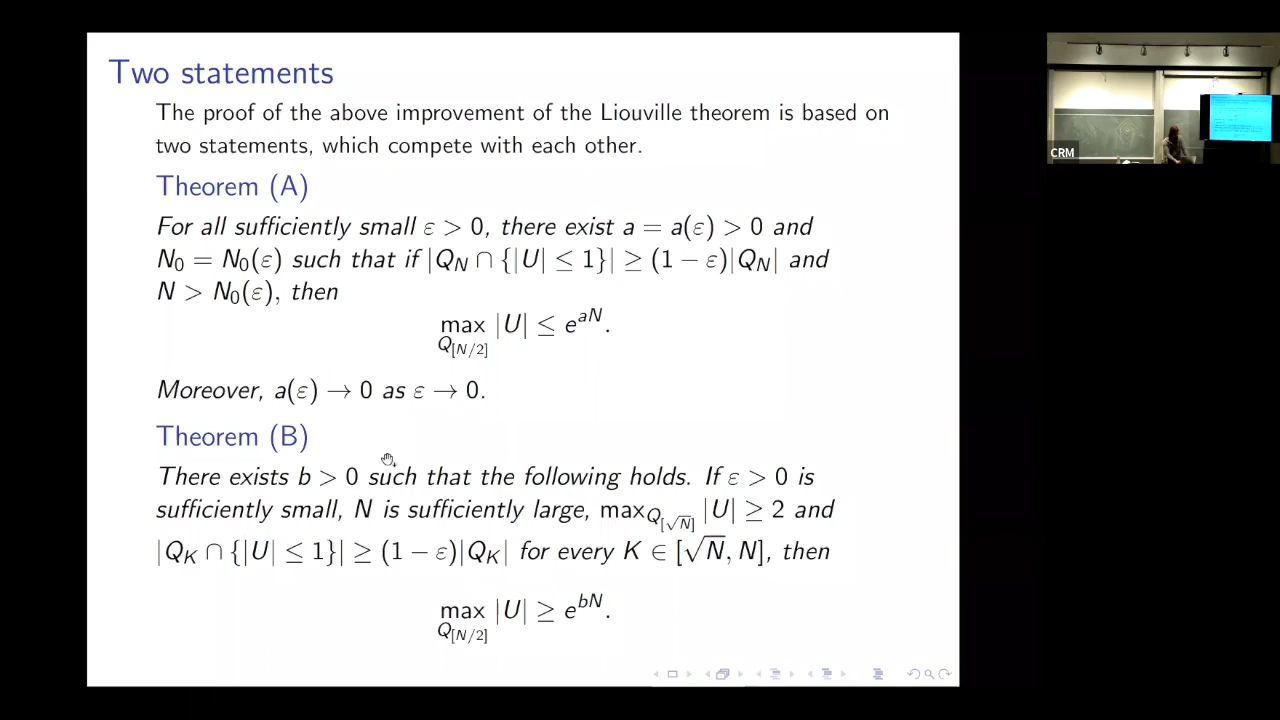 Two statements
The proof of the above improvement of the Liouville theorem is based on
two statements, which compete with each other.
Theorem (A)
For all sufficiently small ε > 0, there exist a = a(ε) > 0 and
N₀ = N₀(ε) such that if |Q_N ∩ {|U| ≤ 1}| ≥ (1 − ε)|Q_N| and
N > N₀(ε), then
max_{Q_{[N/2]}} |U| ≤ e^{aN}.
Moreover, a(ε) → 0 as ε → 0.
Theorem (B)
There exists b > 0 such that the following holds. If ε > 0 is
sufficiently small, N is sufficiently large, max_{Q_{[√N]}} |U| ≥ 2 and
|Q_K ∩ {|U| ≤ 1}| ≥ (1 − ε)|Q_K| for every K ∈ [√N, N], then
max_{Q_{[N/2]}} |U| ≥ e^{bN}.
CRM